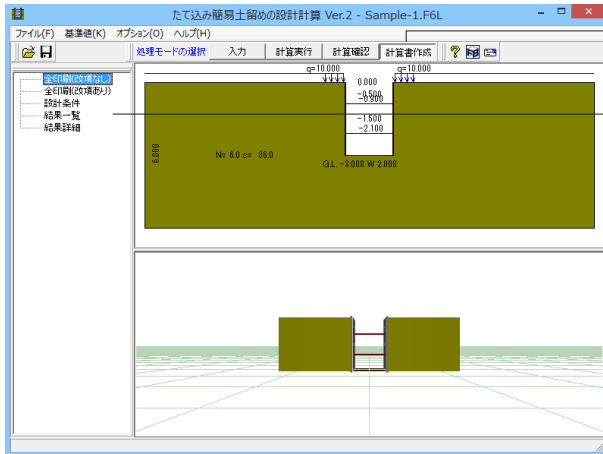 たて込み簡易土留めの設計計算 Ver.2 - Sample-1.F6L
ファイル(F) 基準値(K) オプション(O) ヘルプ(H)
処理モードの選択 入力 計算実行 計算確認 計算書作成 ?
全印刷(改頁なし)
全印刷(改頁あり)
設計条件
結果一覧
結果詳細
q=10.000 q=10.000
0.000
-0.500
-0.900
-1.500
-2.100
6.000
N= 6.0 c= 36.0
G.L. -3.000 W 2.000